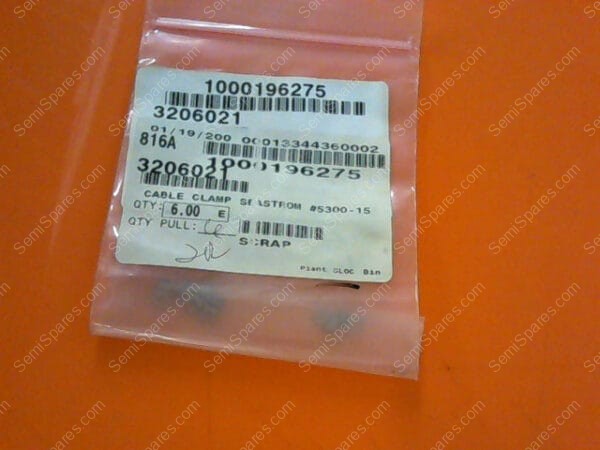 1000196275
3206021
01/19/200 00013344360002
816A
3206021 1000196275
CABLE CLAMP SEASTROM #5300-15
QTY: 6.00 E
QTY PULL:
SCRAP
Plant SLOC Bin
SemiSpares.com